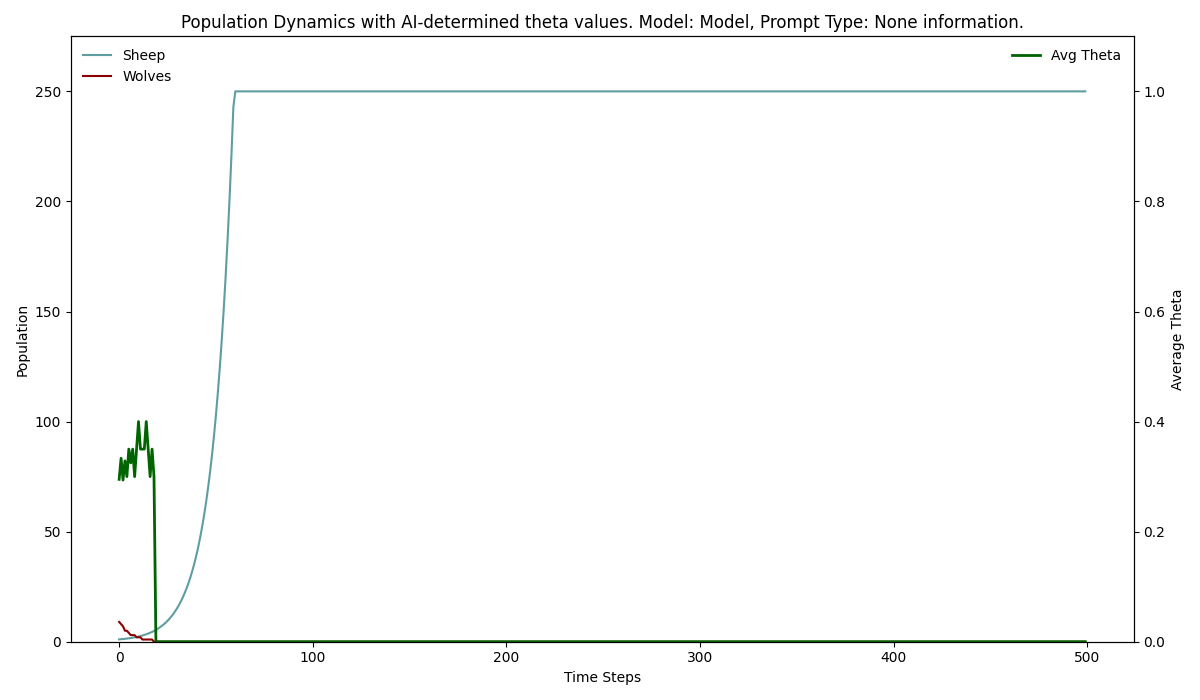 Population Dynamics with AI-determined theta values. Model: Model, Prompt Type: None information.
Sheep
Wolves
Avg Theta
Population
250
200
150
100
50
0
1.0
0.8
0.6
0.4
0.2
0.0
Average Theta
0 100 200 300 400 500
Time Steps